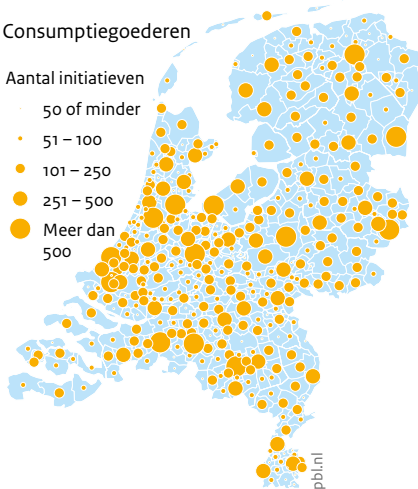 Consumptiegoederen
Aantal initiatieven
50 of minder
51 – 100
101 – 250
251 – 500
Meer dan
500
pbl.nl